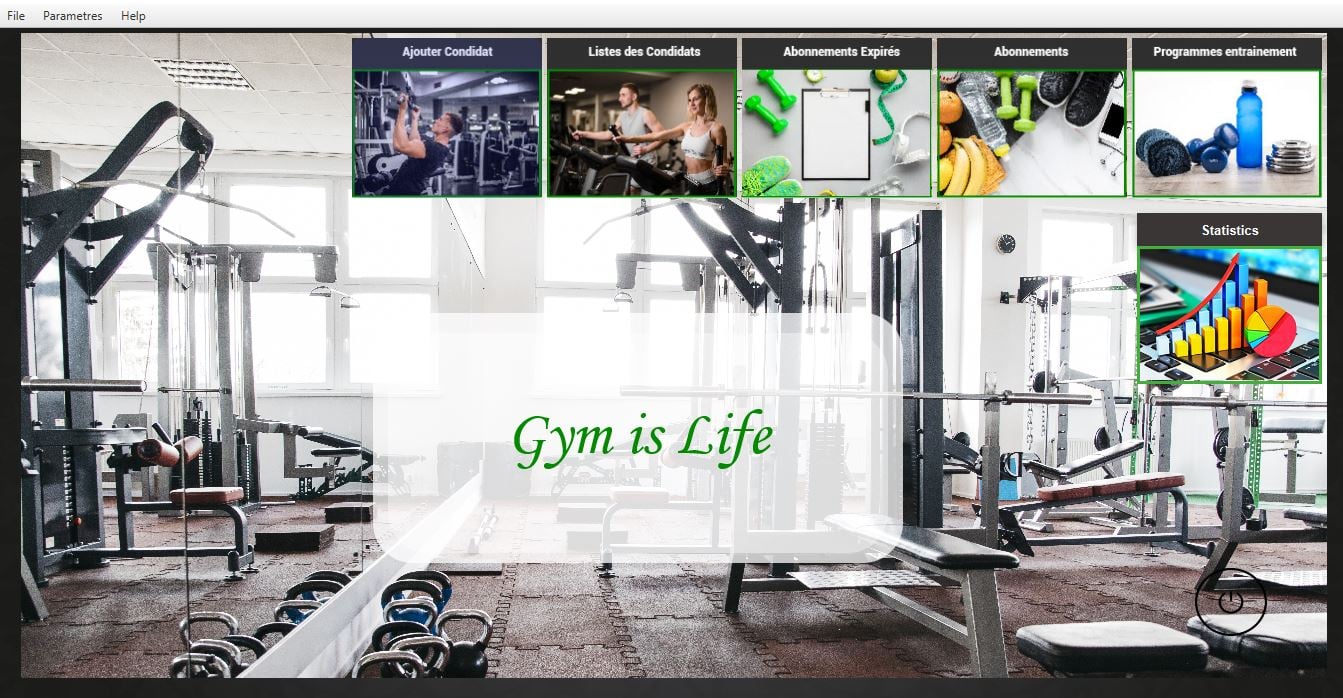 File Parametres Help
Ajouter Condidat Listes des Condidats Abonnements Expirés Abonnements Programmes entrainement
Statistics
Gym is Life